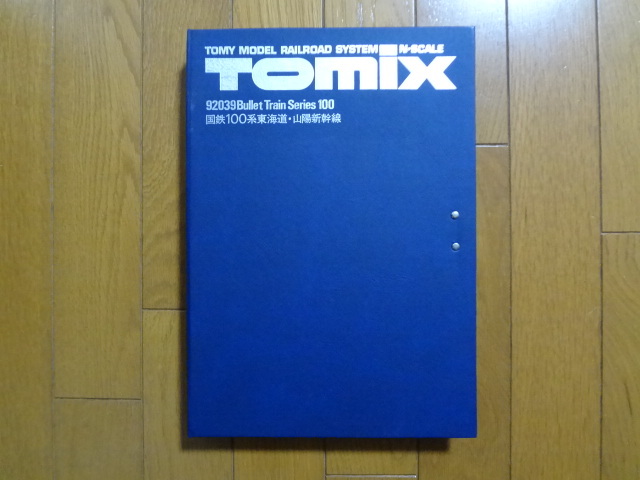 TOMY MODEL RAILROAD SYSTEM N-SCALE
TOMIX
92039 Bullet Train Series 100
国鉄100系東海道・山陽新幹線